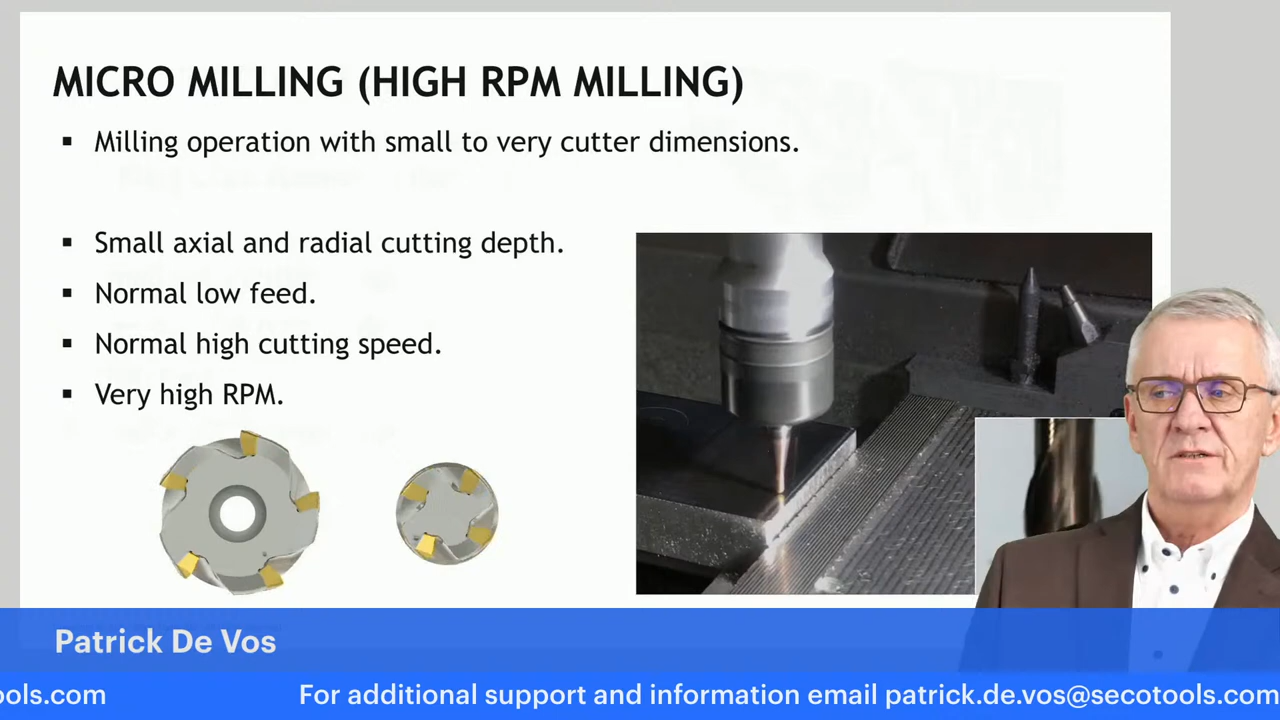 MICRO MILLING (HIGH RPM MILLING)
▪ Milling operation with small to very cutter dimensions.
▪ Small axial and radial cutting depth.
▪ Normal low feed.
▪ Normal high cutting speed.
▪ Very high RPM.
Patrick De Vos
ols.com For additional support and information email patrick.de.vos@secotools.com